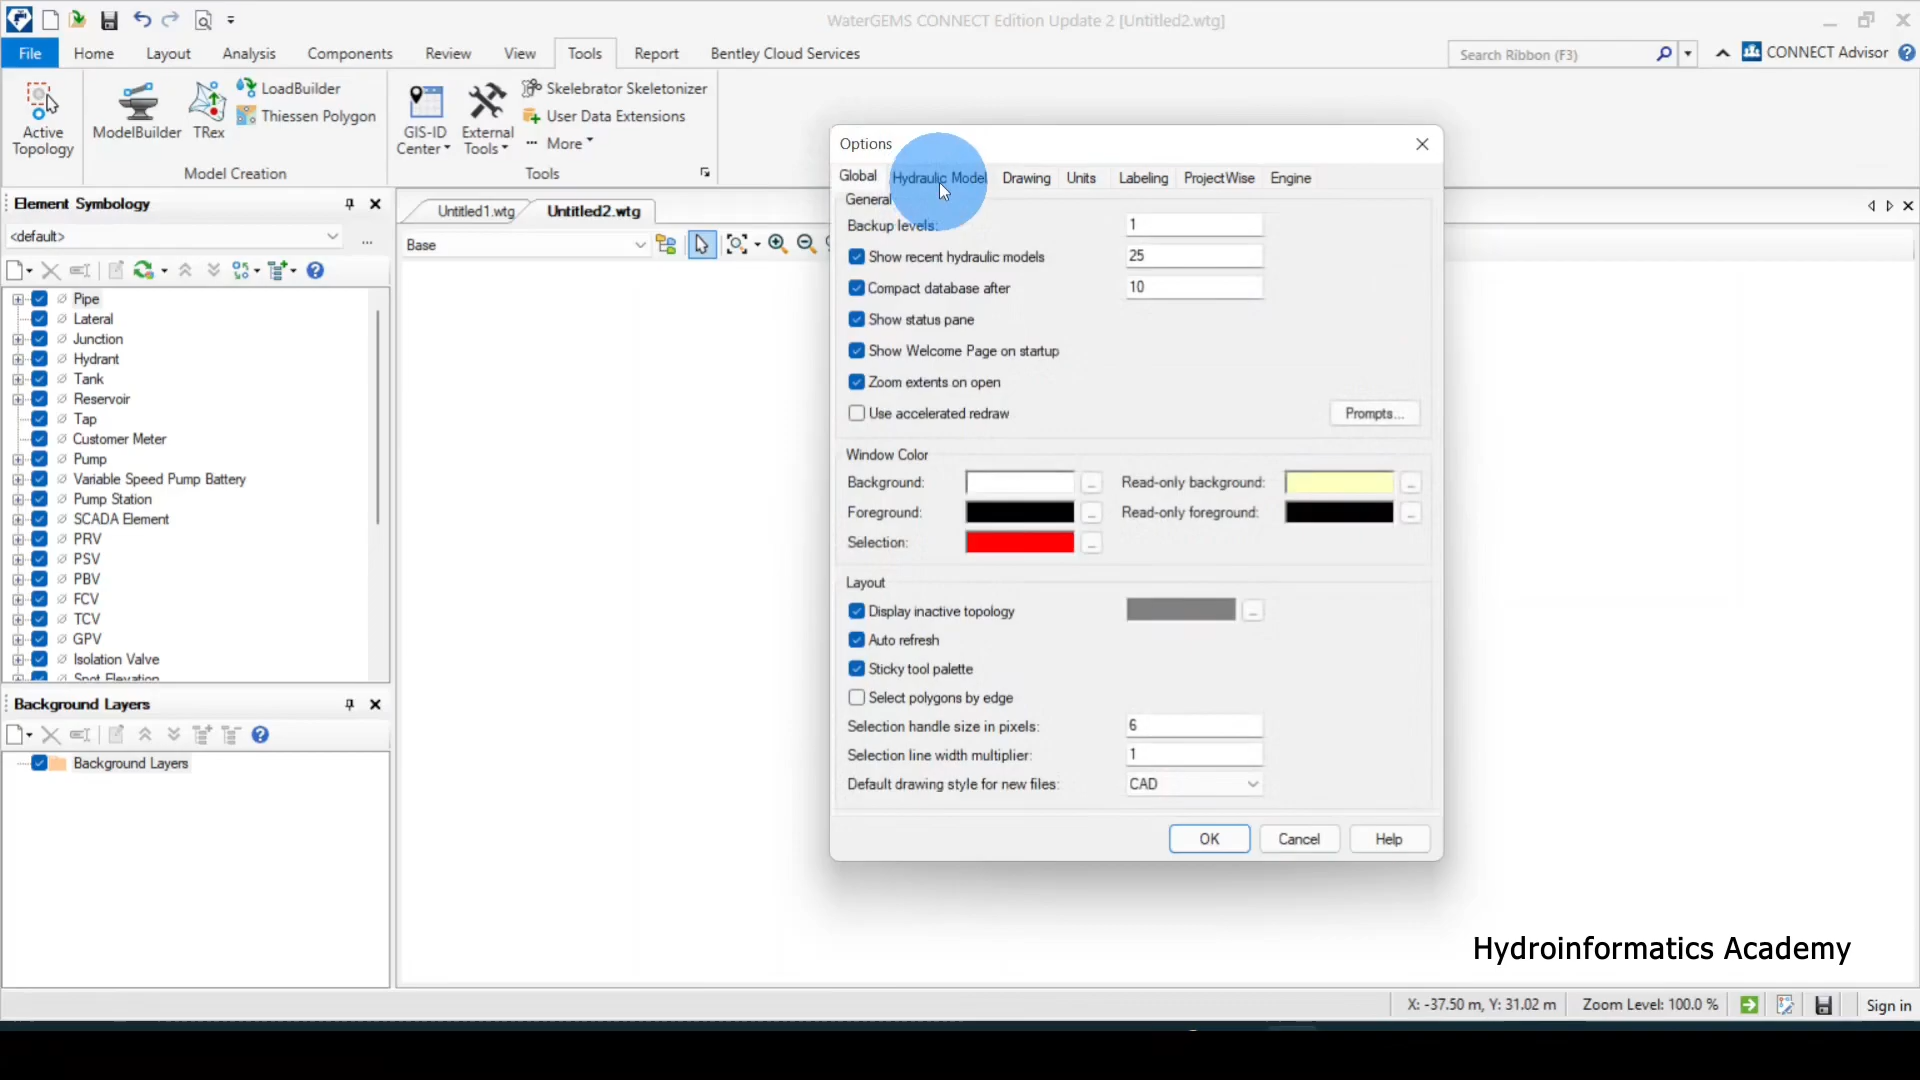 WaterGEMS CONNECT Edition Update 2 [Untitled2.wtg]
File Home Layout Analysis Components Review View Tools Report Bentley Cloud Services
Search Ribbon (F3)
CONNECT Advisor
Active Topology
ModelBuilder
TRex
LoadBuilder
Thiessen Polygon
Model Creation
GIS-ID Center
External Tools
Skelebrator Skeletonizer
User Data Extensions
More
Tools
Element Symbology
<default>
Pipe
Lateral
Junction
Hydrant
Tank
Reservoir
Tap
Customer Meter
Pump
Variable Speed Pump Battery
Pump Station
SCADA Element
PRV
PSV
PBV
FCV
TCV
GPV
Isolation Valve
Spot Elevation
Background Layers
Background Layers
Untitled1.wtg Untitled2.wtg
Base
Options
Global Hydraulic Model Drawing Units Labeling ProjectWise Engine
General
Backup levels: 1
Show recent hydraulic models 25
Compact database after 10
Show status pane
Show Welcome Page on startup
Zoom extents on open
Use accelerated redraw Prompts...
Window Color
Background: ... Read-only background: ...
Foreground: ... Read-only foreground: ...
Selection: ...
Layout
Display inactive topology ...
Auto refresh
Sticky tool palette
Select polygons by edge
Selection handle size in pixels: 6
Selection line width multiplier: 1
Default drawing style for new files: CAD
OK Cancel Help
Hydroinformatics Academy
X: -37.50 m, Y: 31.02 m Zoom Level: 100.0 % Sign in